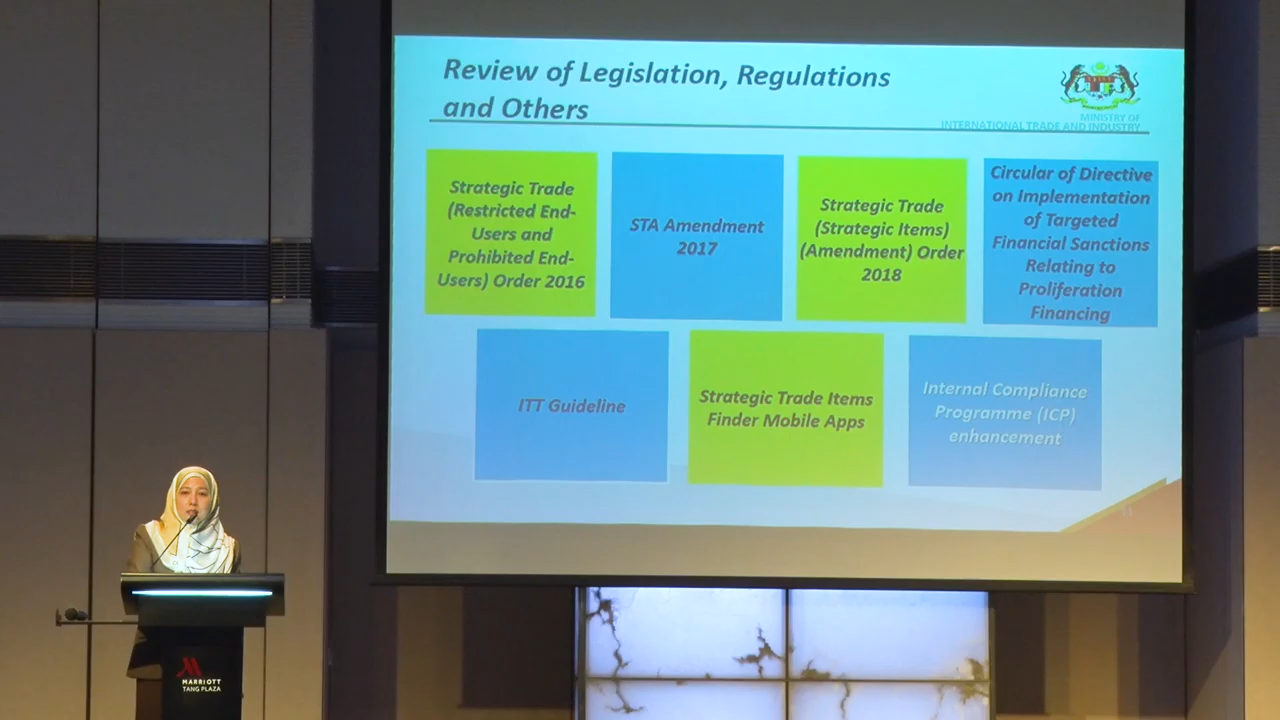 Review of Legislation, Regulations
and Others
MINISTRY OF
INTERNATIONAL TRADE AND INDUSTRY
Strategic Trade
(Restricted End-
Users and
Prohibited End-
Users) Order 2016
STA Amendment
2017
Strategic Trade
(Strategic Items)
(Amendment) Order
2018
Circular of Directive
on Implementation
of Targeted
Financial Sanctions
Relating to
Proliferation
Financing
ITT Guideline
Strategic Trade Items
Finder Mobile Apps
Internal Compliance
Programme (ICP)
enhancement
MARRIOTT
TANG PLAZA